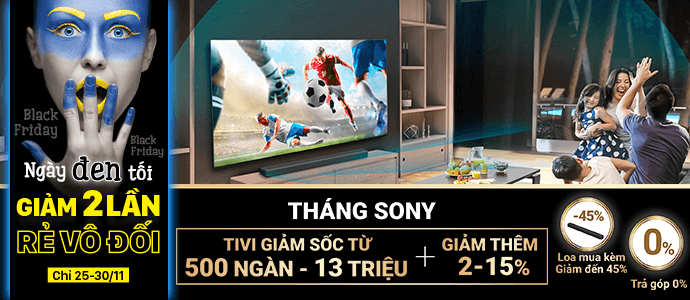 Black
Friday
Black
Friday
Ngày đen tối
GIẢM 2 LẦN
RẺ VÔ ĐỐI
Chỉ 25-30/11
THÁNG SONY
TIVI GIẢM SỐC TỪ
500 NGÀN - 13 TRIỆU
+
GIẢM THÊM
2-15%
-45%
Loa mua kèm
Giảm đến 45%
0%
Trả góp 0%